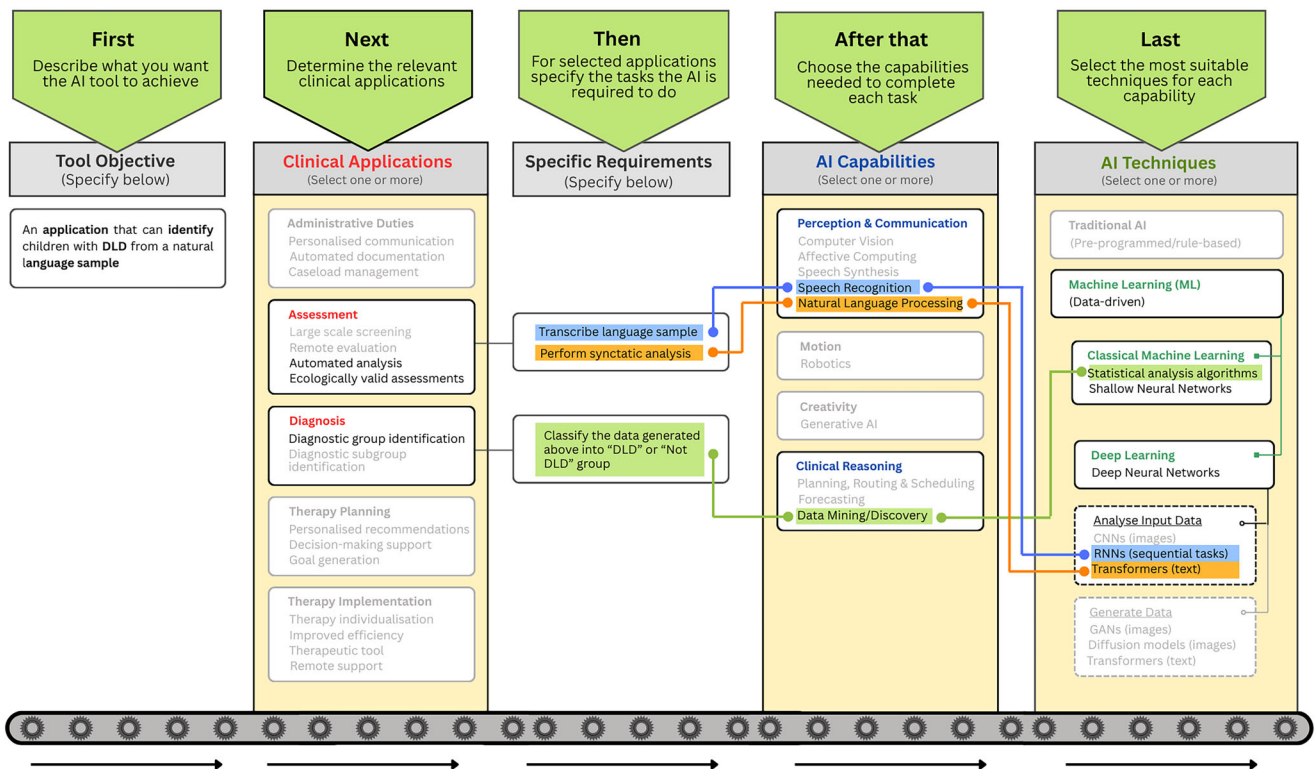 First
Describe what you want
the AI tool to achieve
Next
Determine the relevant
clinical applications
Then
For selected applications
specify the tasks the AI is
required to do
After that
Choose the capabilities
needed to complete
each task
Last
Select the most suitable
techniques for each
capability
Tool Objective
(Specify below)
An application that can identify
children with DLD from a natural
language sample
Clinical Applications
(Select one or more)
Administrative Duties
Personalised communication
Automated documentation
Caseload management
Assessment
Large scale screening
Remote evaluation
Automated analysis
Ecologically valid assessments
Diagnosis
Diagnostic group identification
Diagnostic subgroup
identification
Therapy Planning
Personalised recommendations
Decision-making support
Goal generation
Therapy Implementation
Therapy individualisation
Improved efficiency
Therapeutic tool
Remote support
Specific Requirements
(Specify below)
Transcribe language sample
Perform synctatic analysis
Classify the data generated
above into “DLD” or “Not
DLD” group
AI Capabilities
(Select one or more)
Perception & Communication
Computer Vision
Affective Computing
Speech Synthesis
Speech Recognition
Natural Language Processing
Motion
Robotics
Creativity
Generative AI
Clinical Reasoning
Planning, Routing & Scheduling
Forecasting
Data Mining/Discovery
AI Techniques
(Select one or more)
Traditional AI
(Pre-programmed/rule-based)
Machine Learning (ML)
(Data-driven)
Classical Machine Learning
Statistical analysis algorithms
Shallow Neural Networks
Deep Learning
Deep Neural Networks
Analyse Input Data
CNNs (images)
RNNs (sequential tasks)
Transformers (text)
Generate Data
GANs (images)
Diffusion models (images)
Transformers (text)